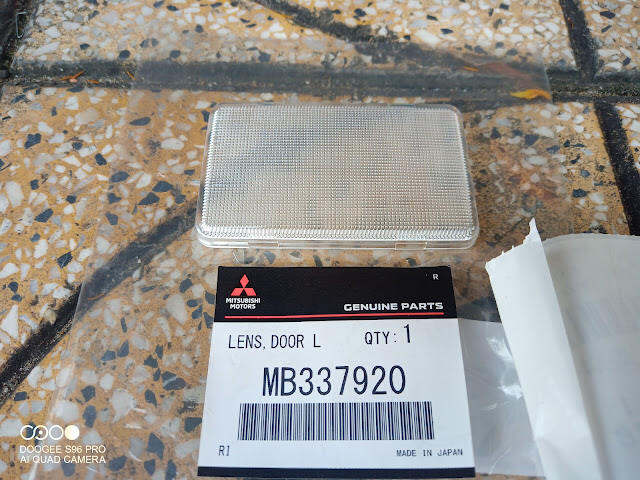 R
MITSUBISHI
MOTORS
GENUINE PARTS
LENS, DOOR L QTY: 1
MB337920
RI MADE IN JAPAN
DOOGEE S96 PRO
AI QUAD CAMERA